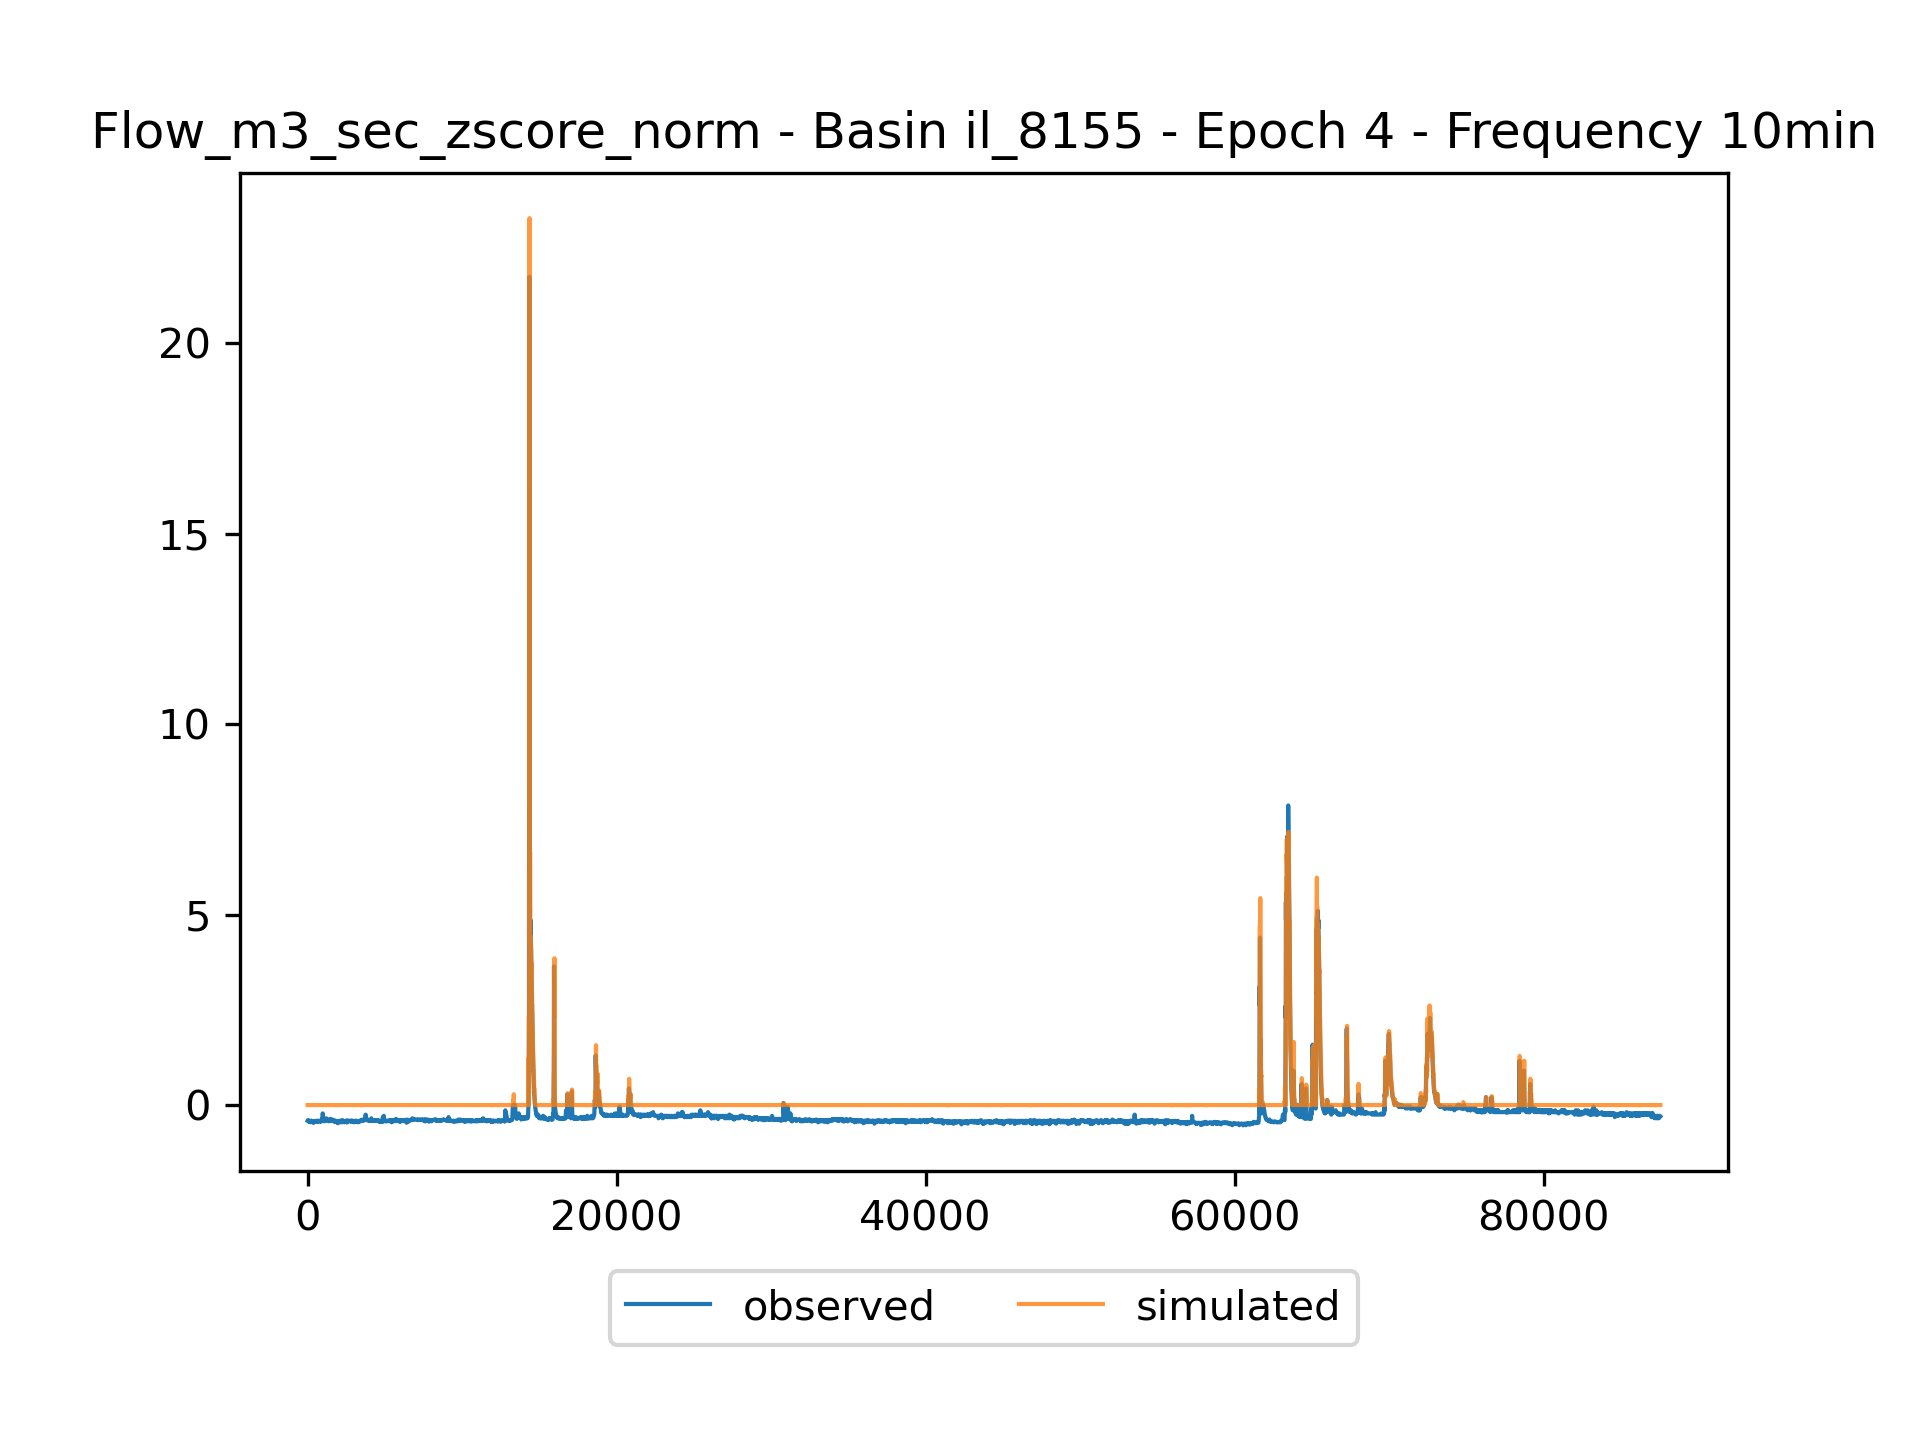 Flow_m3_sec_zscore_norm - Basin il_8155 - Epoch 4 - Frequency 10min
20
15
10
5
0
0 20000 40000 60000 80000
observed simulated